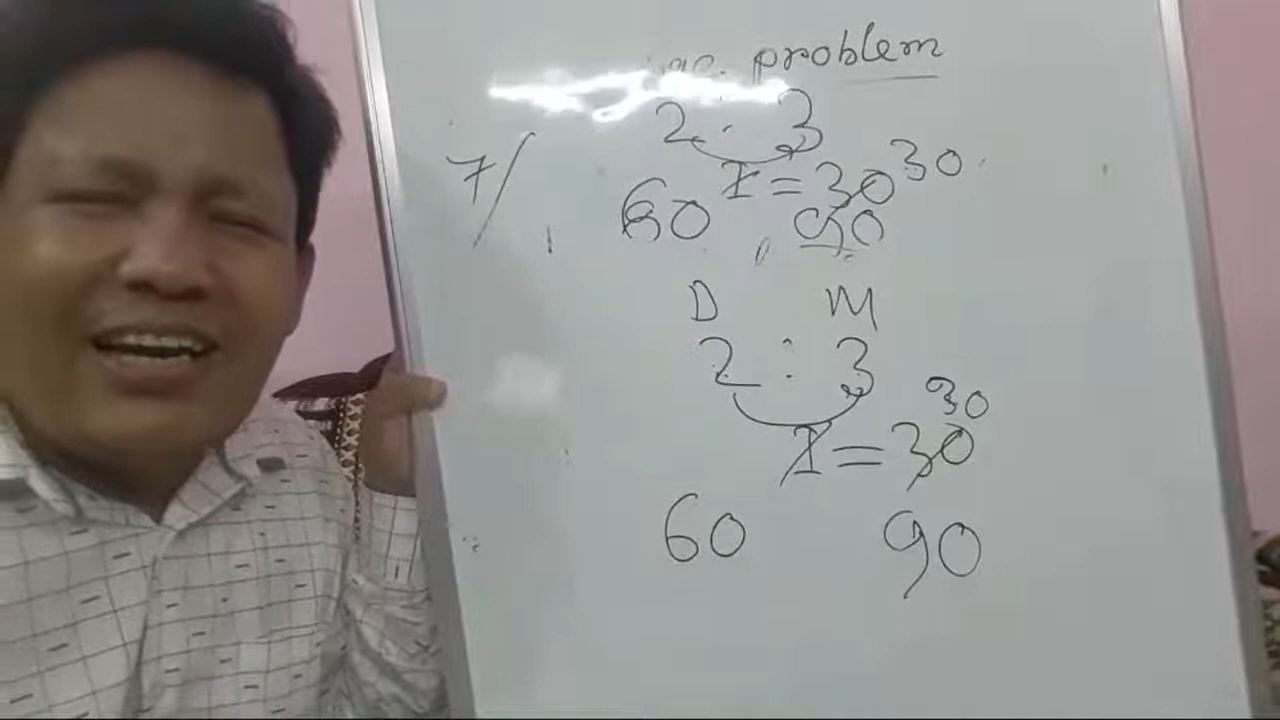 problem
2 : 3
7/
1 = 30 30
60, 90
D M
2 : 3
30
1 = 30
60 90